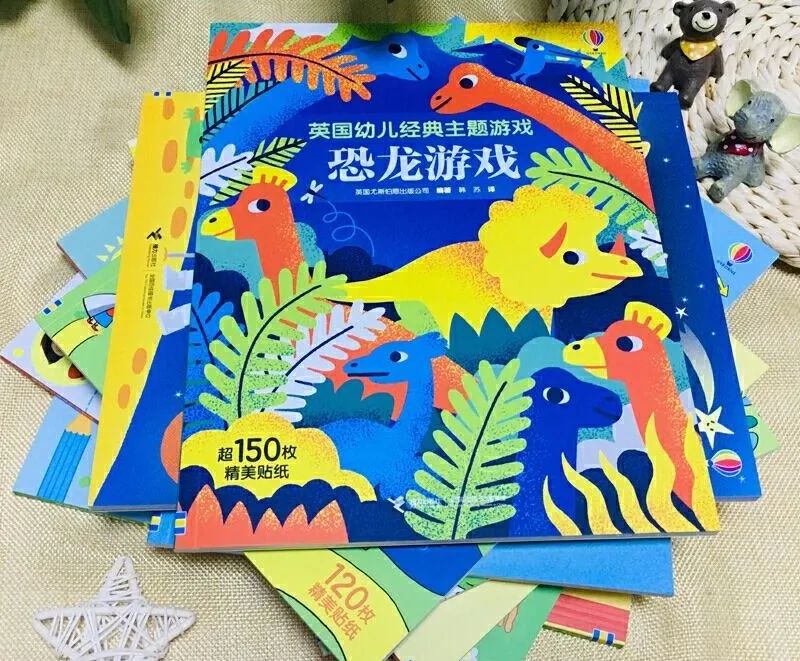 英国幼儿经典主题游戏
恐龙游戏
英国尤斯伯恩出版公司 编著 韩 苏 译
超150枚
精美贴纸
120枚
精美贴纸